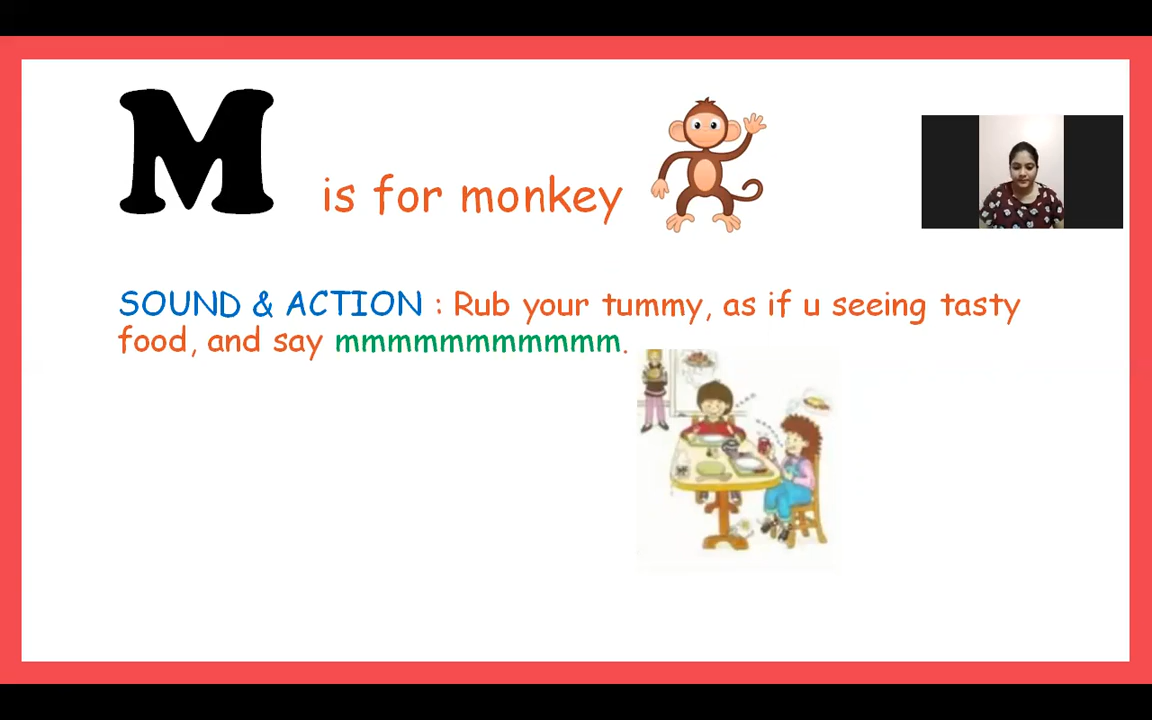 M is for monkey
SOUND & ACTION : Rub your tummy, as if u seeing tasty
food, and say mmmmmmmmmmm.